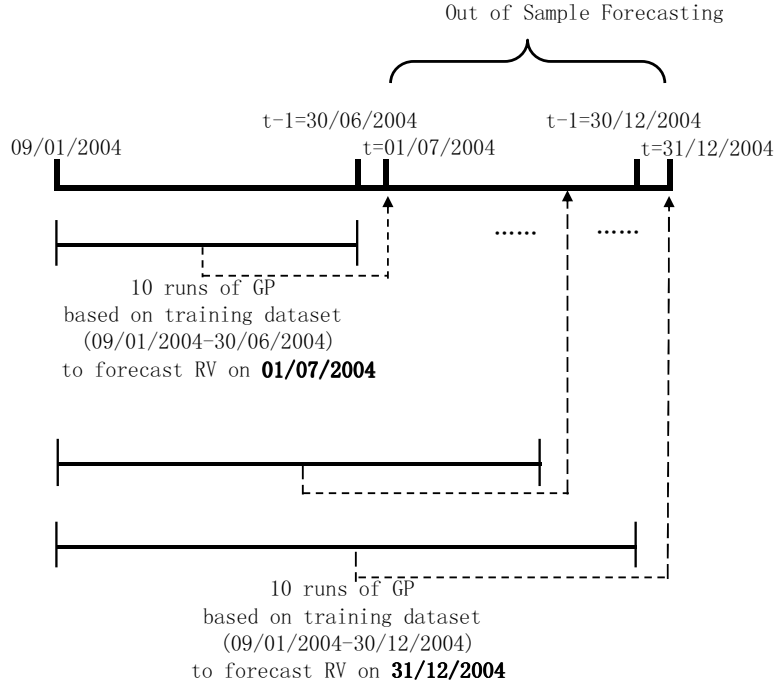 Out of Sample Forecasting
t-1=30/06/2004
t-1=30/12/2004
09/01/2004
t=01/07/2004
t=31/12/2004
……
……
10 runs of GP
based on training dataset
(09/01/2004-30/06/2004)
to forecast RV on 01/07/2004
10 runs of GP
based on training dataset
(09/01/2004-30/12/2004)
to forecast RV on 31/12/2004